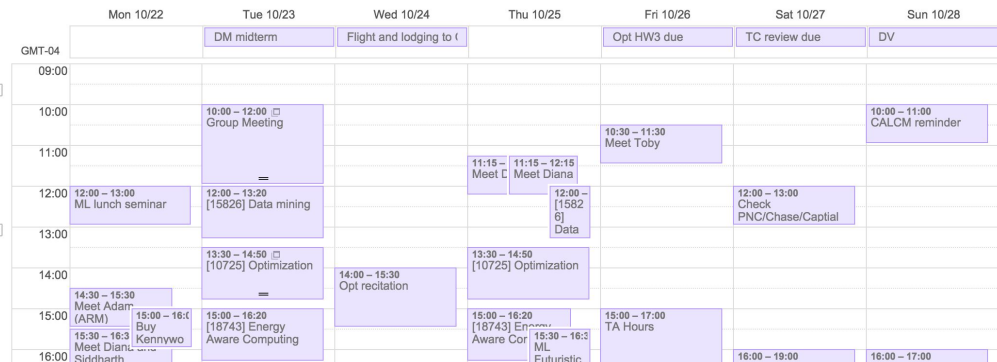 Mon 10/22 Tue 10/23 Wed 10/24 Thu 10/25 Fri 10/26 Sat 10/27 Sun 10/28
GMT-04
DM midterm
Flight and lodging to
Opt HW3 due
TC review due
DV
09:00
10:00
11:00
12:00
13:00
14:00
15:00
16:00
12:00 – 13:00
ML lunch seminar
14:30 – 15:30
Meet Adam
(ARM)
15:00 – 16:0
Buy
Kennywo
15:30 – 16:3
Meet Diana and
Siddharth
10:00 – 12:00
Group Meeting
12:00 – 13:20
[15826] Data mining
13:30 – 14:50
[10725] Optimization
15:00 – 16:20
[18743] Energy
Aware Computing
14:00 – 15:30
Opt recitation
11:15 –
Meet D
11:15 – 12:15
Meet Diana
12:00 –
[1582
6]
Data
13:30 – 14:50
[10725] Optimization
15:00 – 16:20
[18743] Energy
Aware Cor
15:30 – 16:3
ML
Futuristic
10:30 – 11:30
Meet Toby
15:00 – 17:00
TA Hours
12:00 – 13:00
Check
PNC/Chase/Captial
16:00 – 19:00
10:00 – 11:00
CALCM reminder
16:00 – 17:00